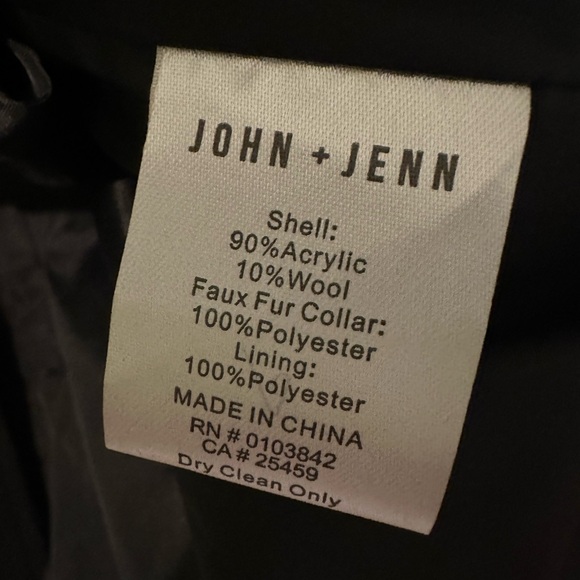 JOHN + JENN
Shell:
90%Acrylic
10%Wool
Faux Fur Collar:
100%Polyester
Lining:
100%Polyester
MADE IN CHINA
RN # 0103842
CA # 25459
Dry Clean Only